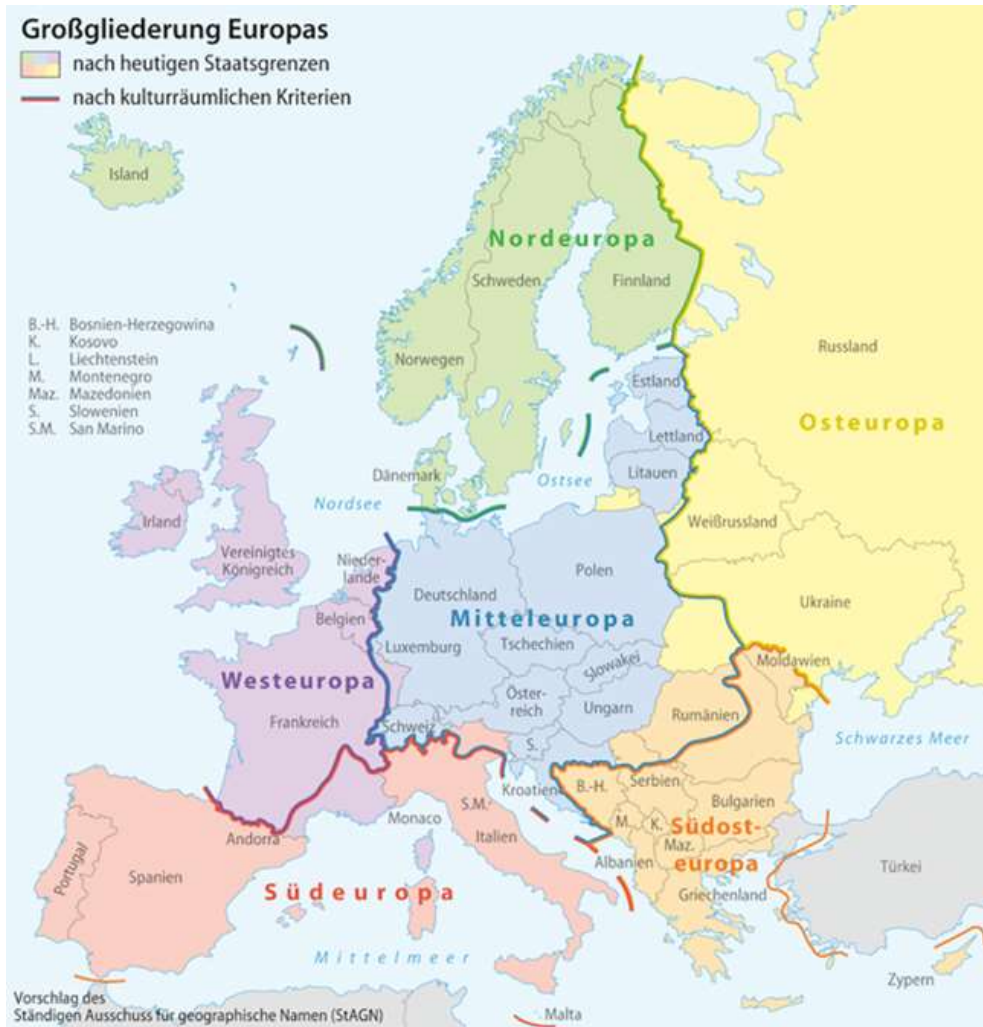 Großgliederung Europas
nach heutigen Staatsgrenzen
nach kulturräumlichen Kriterien
Island
Nordeuropa
Schweden
Finnland
Norwegen
Russland
B.-H. Bosnien-Herzegowina
K. Kosovo
L. Liechtenstein
M. Montenegro
Maz. Mazedonien
S. Slowenien
S.M. San Marino
Estland
Osteuropa
Lettland
Litauen
Dänemark
Ostsee
Nordsee
Irland
Vereinigtes
Königreich
Weißrussland
Nieder-
lande
Deutschland
Polen
Ukraine
Belgien
Mitteleuropa
Luxemburg
Tschechien
Slowakei
Moldawien
Westeuropa
Öster-
reich
Ungarn
Rumänien
Frankreich
Schweiz
S.
Schwarzes Meer
Kroatien
B.-H.
Serbien
Bulgarien
S.M.
Monaco
Italien
M.
K.
Maz.
Südost-
europa
Andorra
Albanien
Griechenland
Türkei
Portugal
Spanien
Südeuropa
Mittelmeer
Zypern
Malta
Vorschlag des
Ständigen Ausschuss für geographische Namen (StAGN)